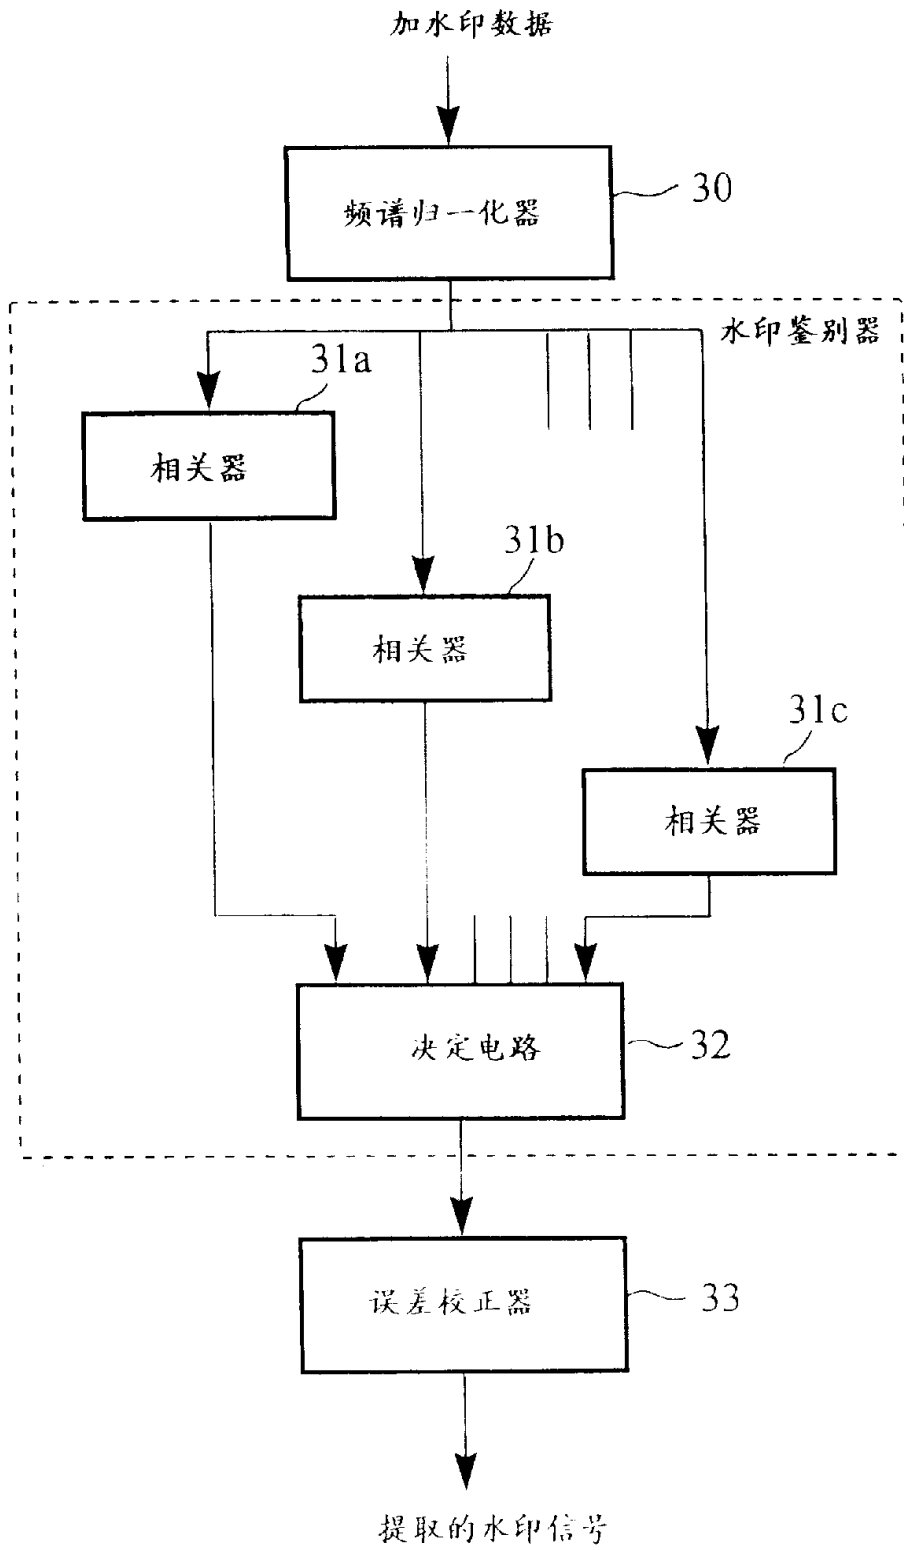 加水印数据
频谱归一化器
30
水印鉴别器
31a
相关器
31b
相关器
31c
相关器
决定电路
32
误差校正器
33
提取的水印信号